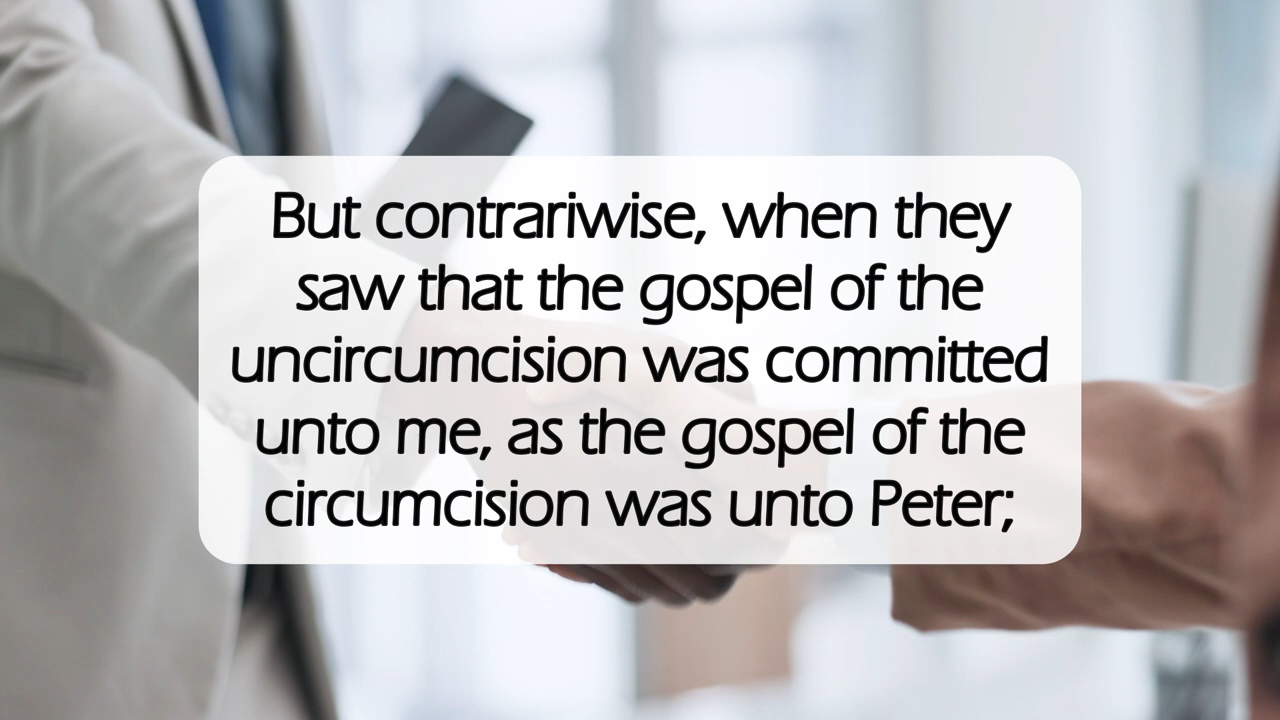 But contrariwise, when they
saw that the gospel of the
uncircumcision was committed
unto me, as the gospel of the
circumcision was unto Peter;